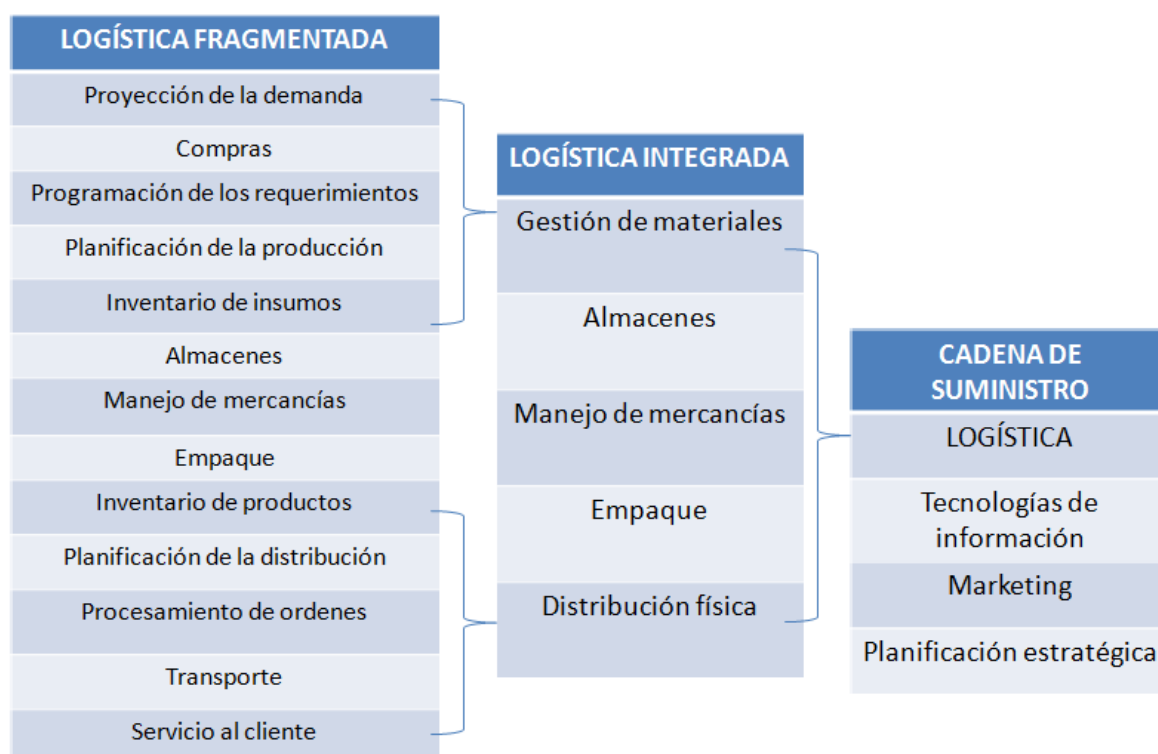 LOGÍSTICA FRAGMENTADA
Proyección de la demanda
Compras
Programación de los requerimientos
Planificación de la producción
Inventario de insumos
Almacenes
Manejo de mercancías
Empaque
Inventario de productos
Planificación de la distribución
Procesamiento de ordenes
Transporte
Servicio al cliente
LOGÍSTICA INTEGRADA
Gestión de materiales
Almacenes
Manejo de mercancías
Empaque
Distribución física
CADENA DE
SUMINISTRO
LOGÍSTICA
Tecnologías de
información
Marketing
Planificación estratégica